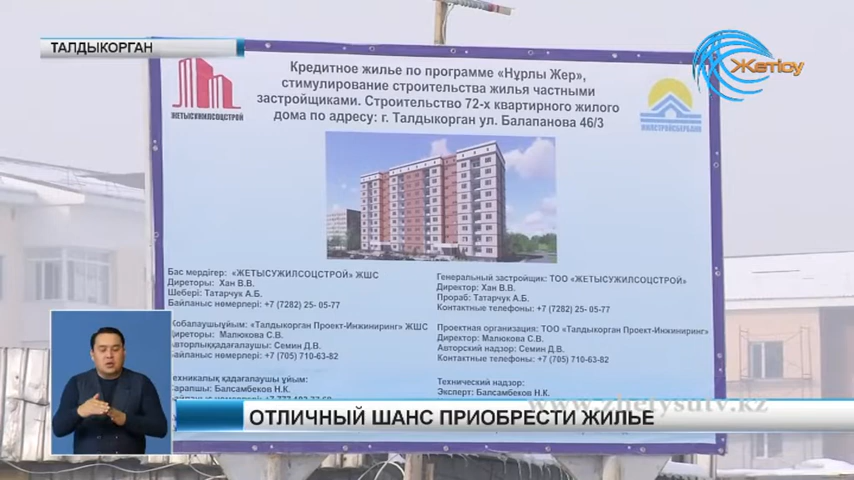 ТАЛДЫКОРГАН
Жетісу
Кредитное жилье по программе «Нұрлы Жер»,
стимулирование строительства жилья частными
застройщиками. Строительство 72-х квартирного жилого
дома по адресу: г. Талдыкорган ул. Балапанова 46/3
ЖЕТЫСУЖИЛСОЦСТРОЙ
ЖИЛСТРОЙСБЕРБАНК
Бас мердігер: «ЖЕТЫСУЖИЛСОЦСТРОЙ» ЖШС
Диреторы: Хан В.В.
Шебері: Татарчук А.Б.
Байланыс нөмерлері: +7 (7282) 25- 05-77
Жобалаушыұйым: «Талдыкорган Проект-Инжиниринг» ЖШС
Диреторы: Малюкова С.В.
Авторлыққадағалаушы: Семин Д.В.
Байланыс нөмерлері: +7 (705) 710-63-82
Техникалық қадағалаушы ұйым:
Сарапшы: Балсамбеков Н.К.
Генеральный застройщик: ТОО «ЖЕТЫСУЖИЛСОЦСТРОЙ»
Директор: Хан В.В.
Прораб: Татарчук А.Б.
Контактные телефоны: +7 (7282) 25- 05-77
Проектная организация: ТОО «Талдыкорган Проект-Инжиниринг»
Директор: Малюкова С.В.
Авторский надзор: Семин Д.В.
Контактные телефоны: +7 (705) 710-63-82
Технический надзор:
Эксперт: Балсамбеков Н.К.
www.zhetysutv.kz
ОТЛИЧНЫЙ ШАНС ПРИОБРЕСТИ ЖИЛЬЕ